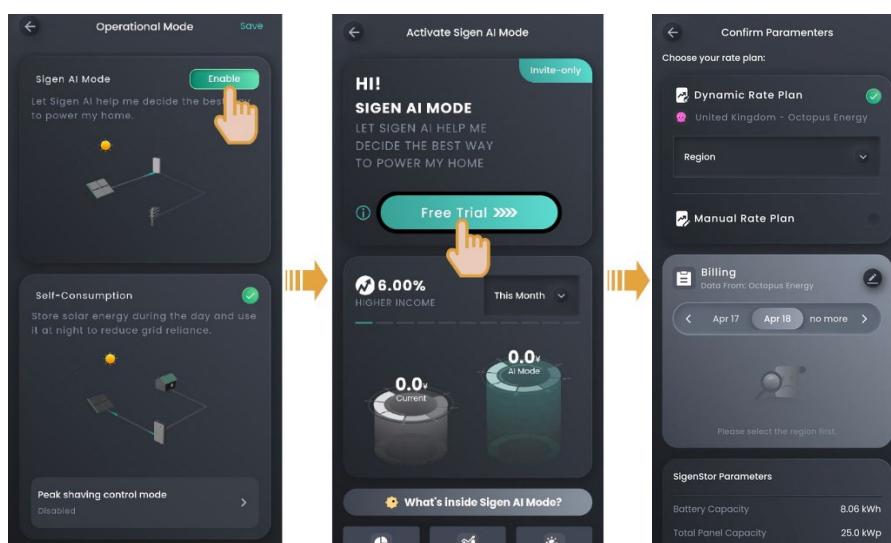 Operational Mode
Save
Sigen AI Mode
Enable
Let Sigen AI help me decide the best
to power my home.
Self-Consumption
Store solar energy during the day and use
it at night to reduce grid reliance.
Peak shaving control mode
Disabled
Activate Sigen AI Mode
Invite-only
HI!
SIGEN AI MODE
LET SIGEN AI HELP ME
DECIDE THE BEST WAY
TO POWER MY HOME
Free Trial
6.00%
HIGHER INCOME
This Month
0.0¥
Current
0.0¥
AI Mode
What's inside Sigen AI Mode?
Confirm Paramenters
Choose your rate plan:
Dynamic Rate Plan
United Kingdom - Octopus Energy
Region
Manual Rate Plan
Billing
Data From: Octopus Energy
Apr 17
Apr 18
no more
Please select the region first.
SigenStor Parameters
Battery Capacity
8.06 kWh
Total Panel Capacity
25.0 kWp